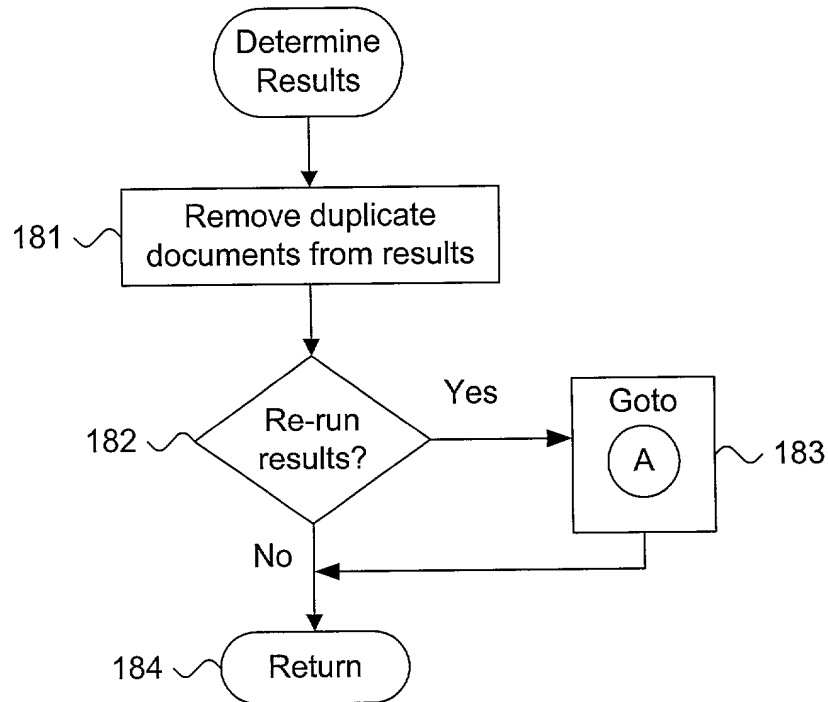 Determine
Results
181
Remove duplicate
documents from results
182
Re-run
results?
Yes
Goto
A
183
No
184
Return